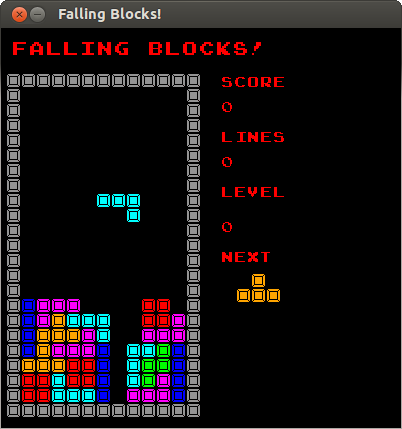 Falling Blocks!
FALLING BLOCKS!
SCORE
0
LINES
0
LEVEL
0
NEXT